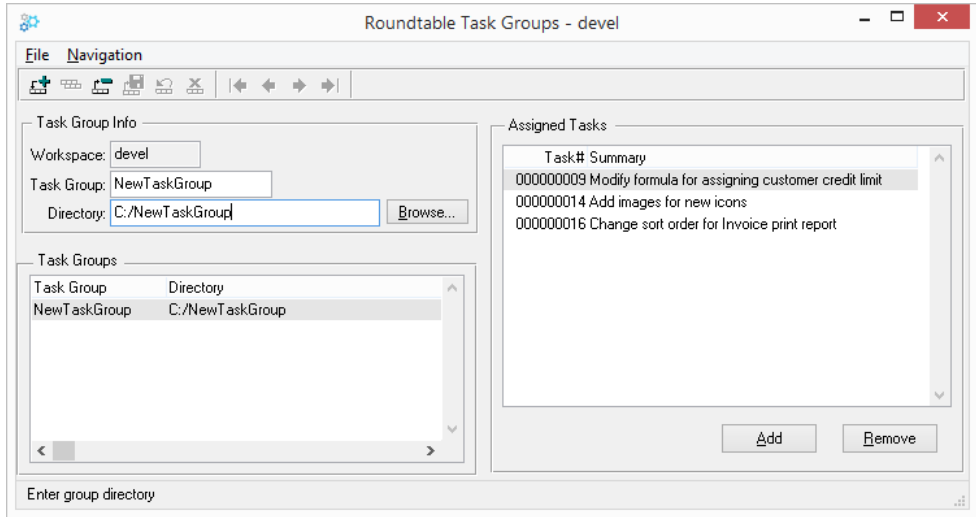 Roundtable Task Groups - devel
File Navigation
Task Group Info
Workspace: devel
Task Group: NewTaskGroup
Directory: C:/NewTaskGroup Browse...
Task Groups
Task Group Directory
NewTaskGroup C:/NewTaskGroup
Assigned Tasks
Task# Summary
000000009 Modify formula for assigning customer credit limit
000000014 Add images for new icons
000000016 Change sort order for Invoice print report
Add Remove
Enter group directory